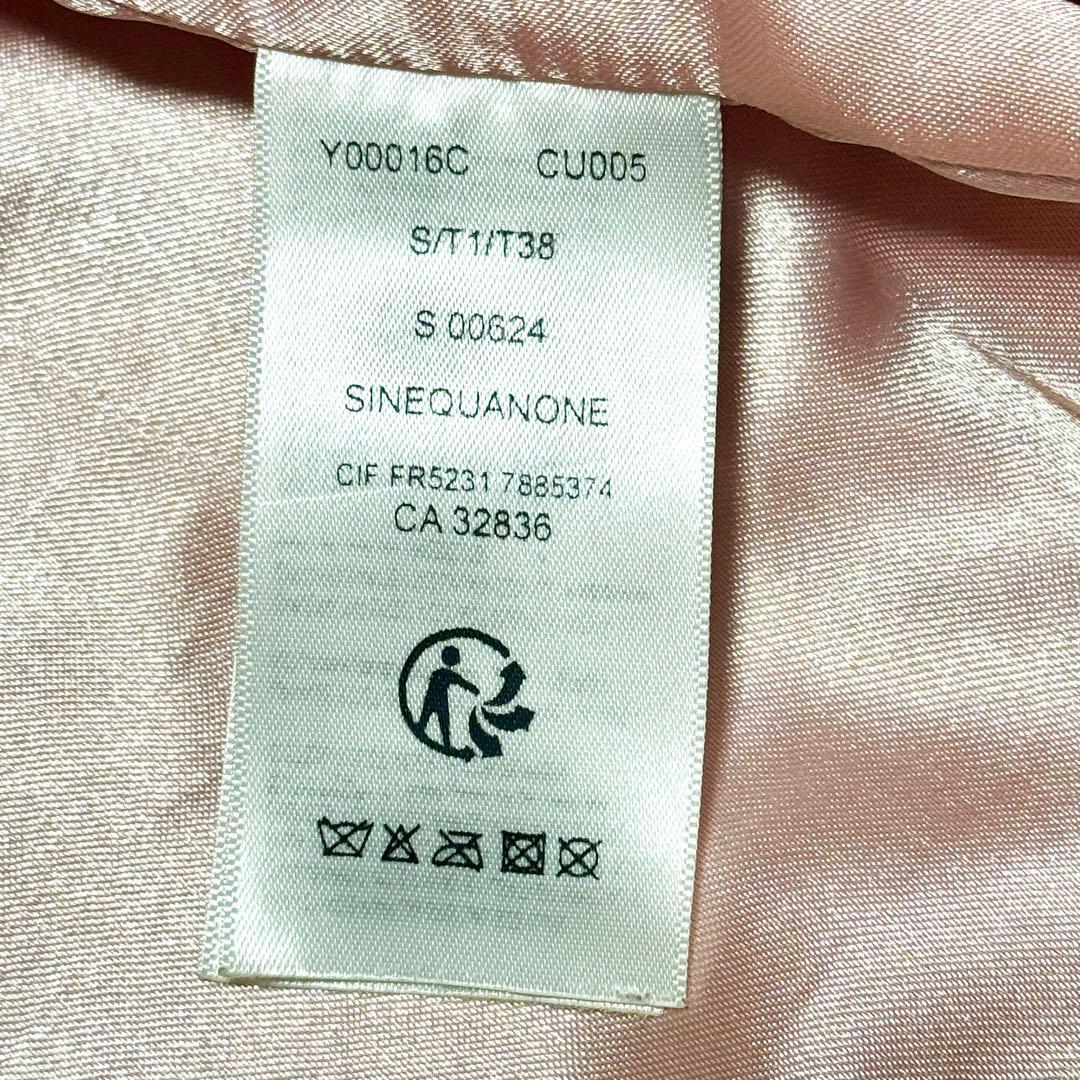 Y00016C CU005
S/T1/T38
S 00624
SINEQUANONE
CIF FR5231 7885374
CA 32836